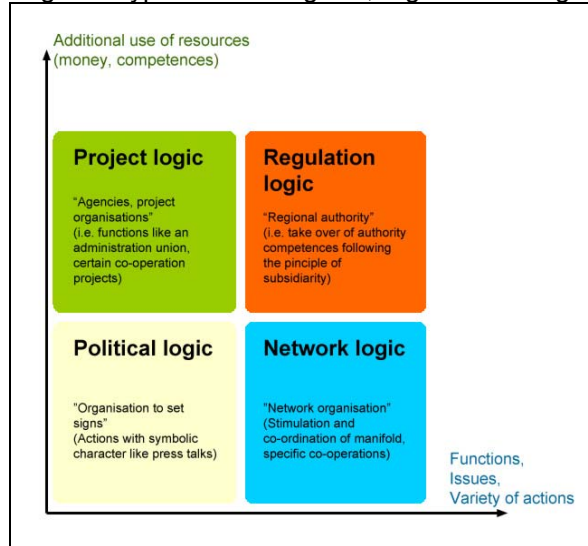 Additional use of resources
(money, competences)
Project logic
"Agencies, project
organisations"
(i.e. functions like an
administration union,
certain co-operation
projects)
Regulation
logic
"Regional authority"
(i.e. take over of authority
competences following
the pinciple of
subsidiarity)
Political logic
"Organisation to set
signs"
(Actions with symbolic
character like press talks)
Network logic
"Network organisation"
(Stimulation and
co-ordination of manifold,
specific co-operations)
Functions,
Issues,
Variety of actions